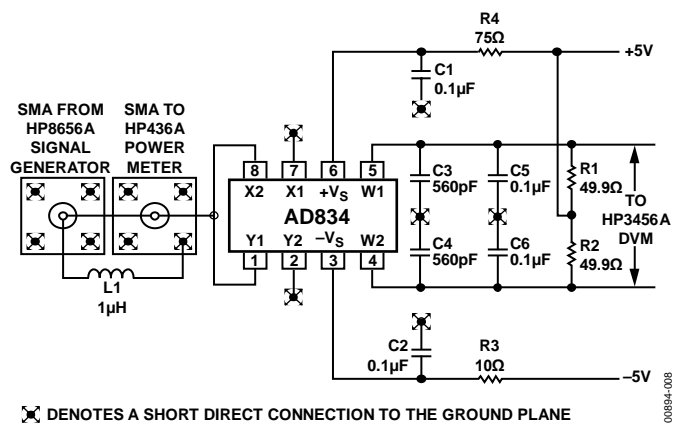 R4
75Ω
+5V
C1
0.1µF
SMA FROM
HP8656A
SIGNAL
GENERATOR
SMA TO
HP436A
POWER
METER
8
7
6
5
X2
X1
+VS
W1
AD834
Y1
Y2
–VS
W2
1
2
3
4
C3
560pF
C5
0.1µF
R1
49.9Ω
TO
HP3456A
DVM
C4
560pF
C6
0.1µF
R2
49.9Ω
L1
1µH
C2
0.1µF
R3
10Ω
–5V
DENOTES A SHORT DIRECT CONNECTION TO THE GROUND PLANE
00894-008